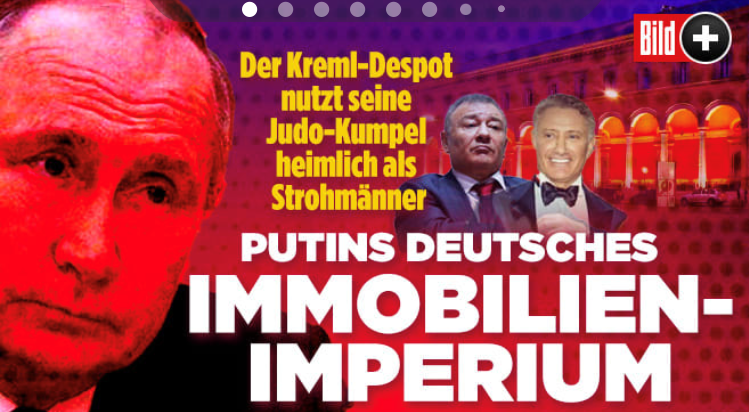 Bild +
Der Kreml-Despot
nutzt seine
Judo-Kumpel
heimlich als
Strohmänner
PUTINS DEUTSCHES
IMMOBILIEN-
IMPERIUM